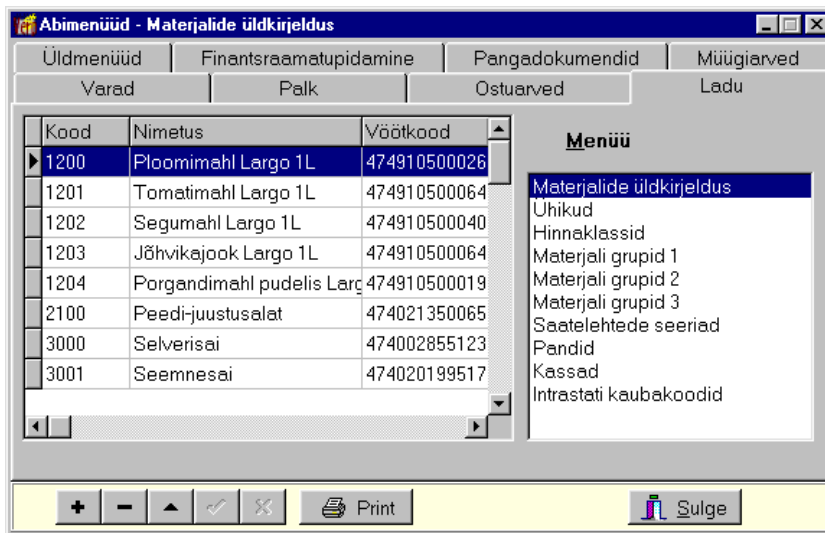 Abimenüüd - Materjalide üldkirjeldus
Üldmenüüd Finantsraamatupidamine Pangadokumendid Müügiarved
Varad Palk Ostuarved Ladu
Kood Nimetus Vöötkood
1200 Ploomimahl Largo 1L 474910500026
1201 Tomatimahl Largo 1L 474910500064
1202 Segumahl Largo 1L 474910500040
1203 Jõhvikajook Largo 1L 474910500064
1204 Porgandimahl pudelis Larg 474910500019
2100 Peedi-juustusalat 474021350065
3000 Selverisai 474002855123
3001 Seemnesai 474020199517
Menüü
Materjalide üldkirjeldus
Ühikud
Hinnaklassid
Materjali grupid 1
Materjali grupid 2
Materjali grupid 3
Saatelehtede seeriad
Pandid
Kassad
Intrastati kaubakoodid
Print Sulge